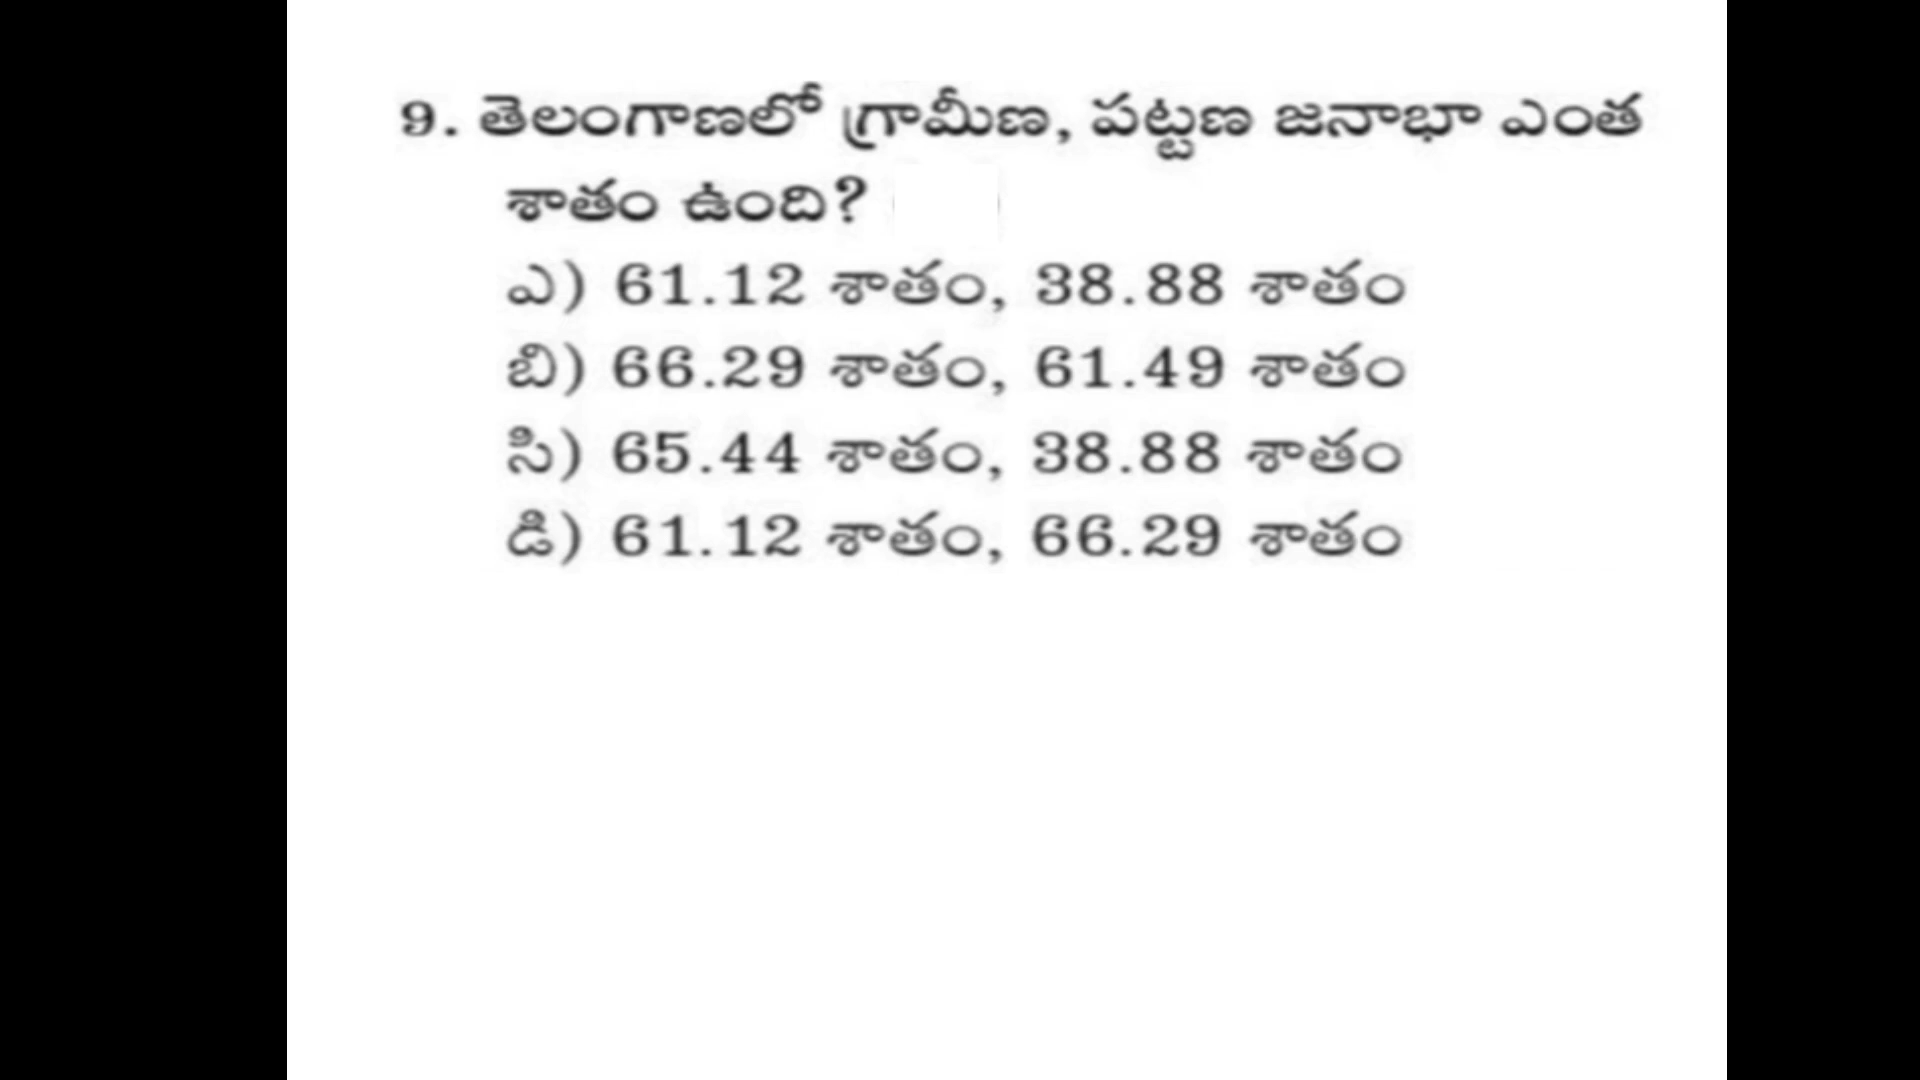 9. తెలంగాణలో గ్రామీణ, పట్టణ జనాభా ఎంత
శాతం ఉంది?
ఎ) 61.12 శాతం, 38.88 శాతం
బి) 66.29 శాతం, 61.49 శాతం
సి) 65.44 శాతం, 38.88 శాతం
డి) 61.12 శాతం, 66.29 శాతం